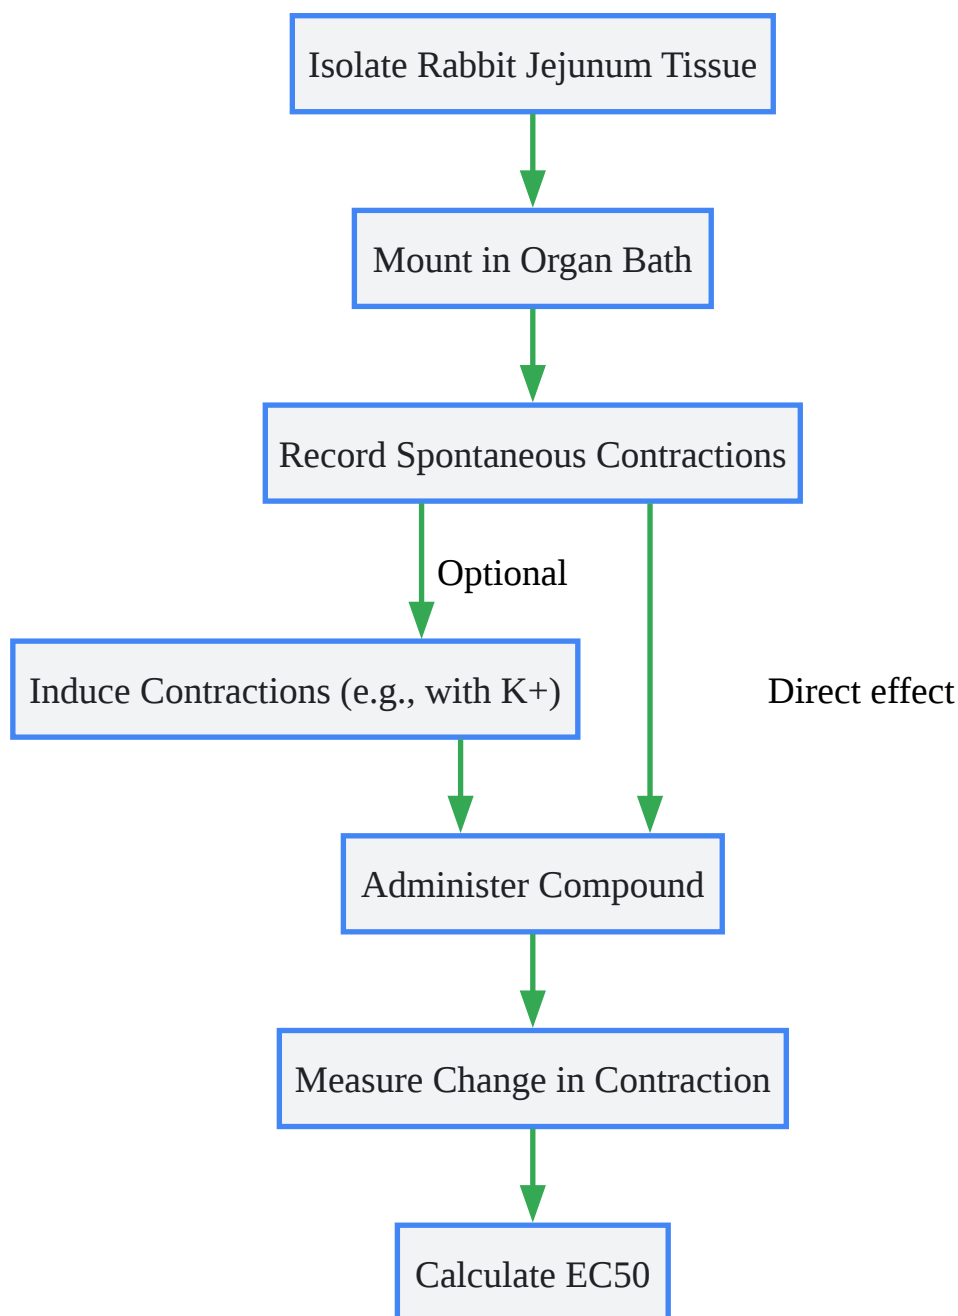 Isolate Rabbit Jejunum Tissue
Mount in Organ Bath
Record Spontaneous Contractions
Optional
Induce Contractions (e.g., with K+)
Direct effect
Administer Compound
Measure Change in Contraction
Calculate EC50